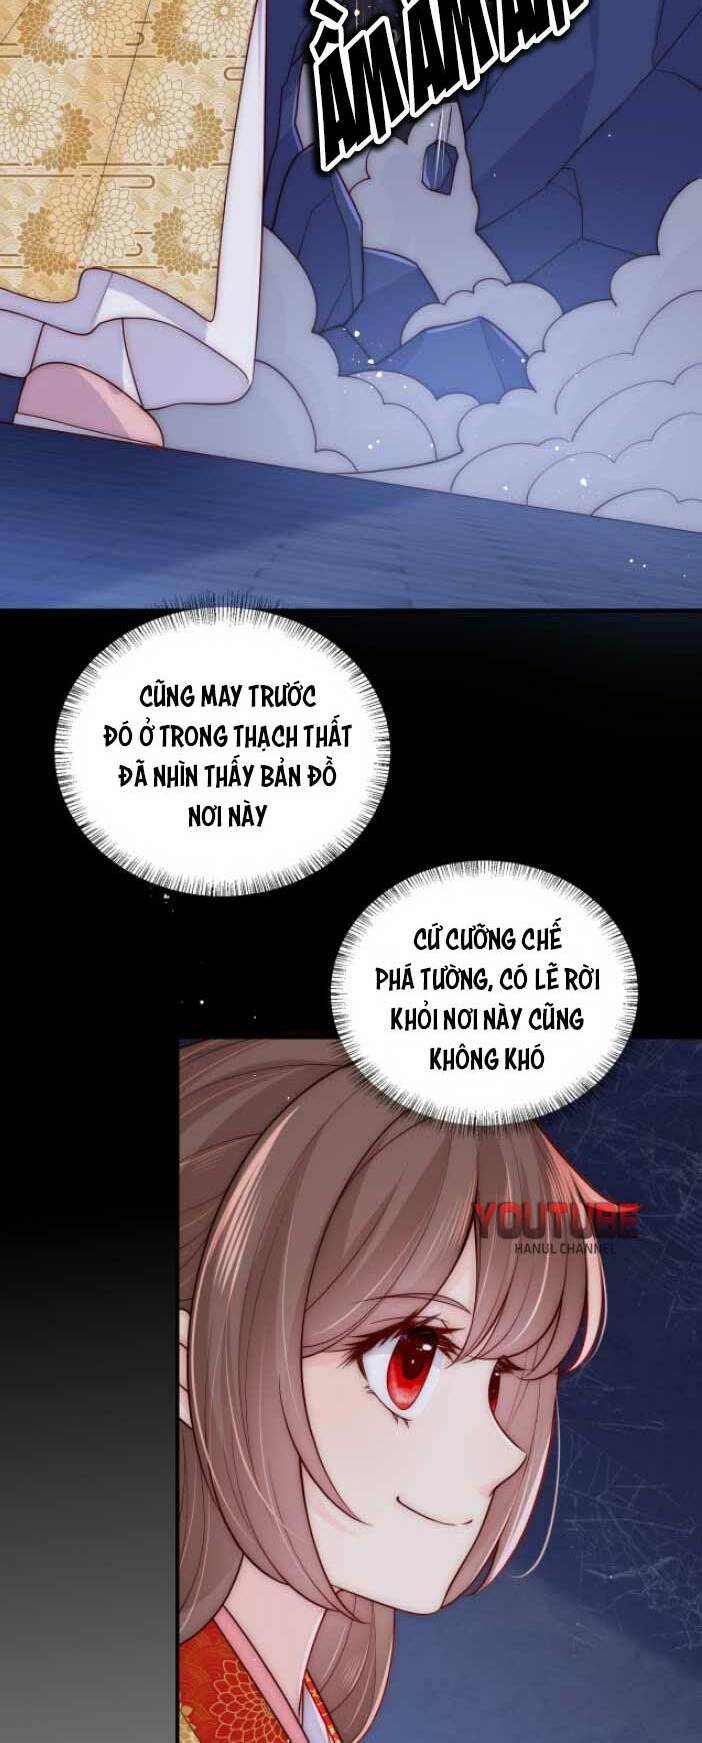 ẦM ẦM ẦM
CŨNG MAY TRƯỚC
ĐÓ Ở TRONG THẠCH THẤT
ĐÃ NHÌN THẤY BẢN ĐỒ
NƠI NÀY
CỨ CƯỠNG CHẾ
PHÁ TƯỜNG, CÓ LẼ RỜI
KHỎI NƠI NÀY CŨNG
KHÔNG KHÓ
YOUTUBE
HANUL CHANNEL